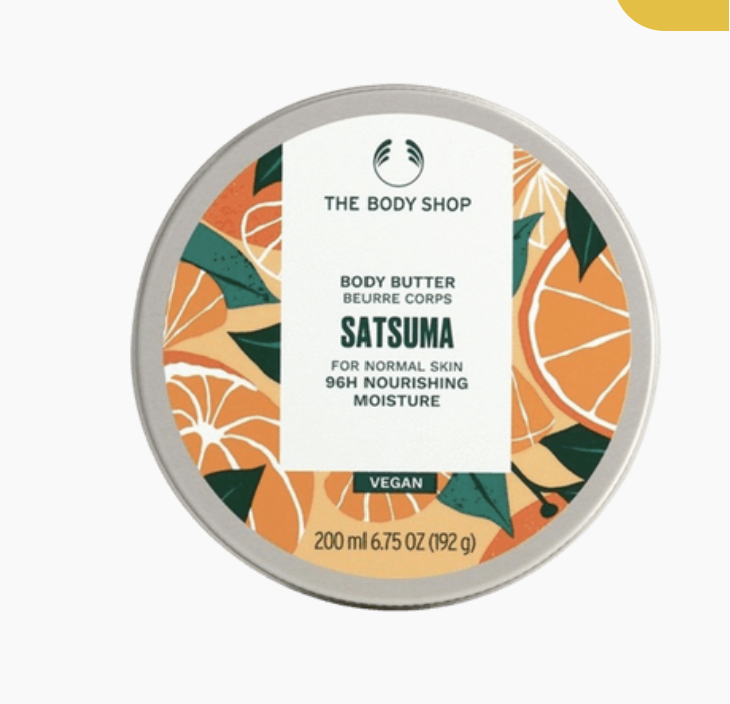 THE BODY SHOP
BODY BUTTER
BEURRE CORPS
SATSUMA
FOR NORMAL SKIN
96H NOURISHING
MOISTURE
VEGAN
200 ml 6.75 OZ (192 g)